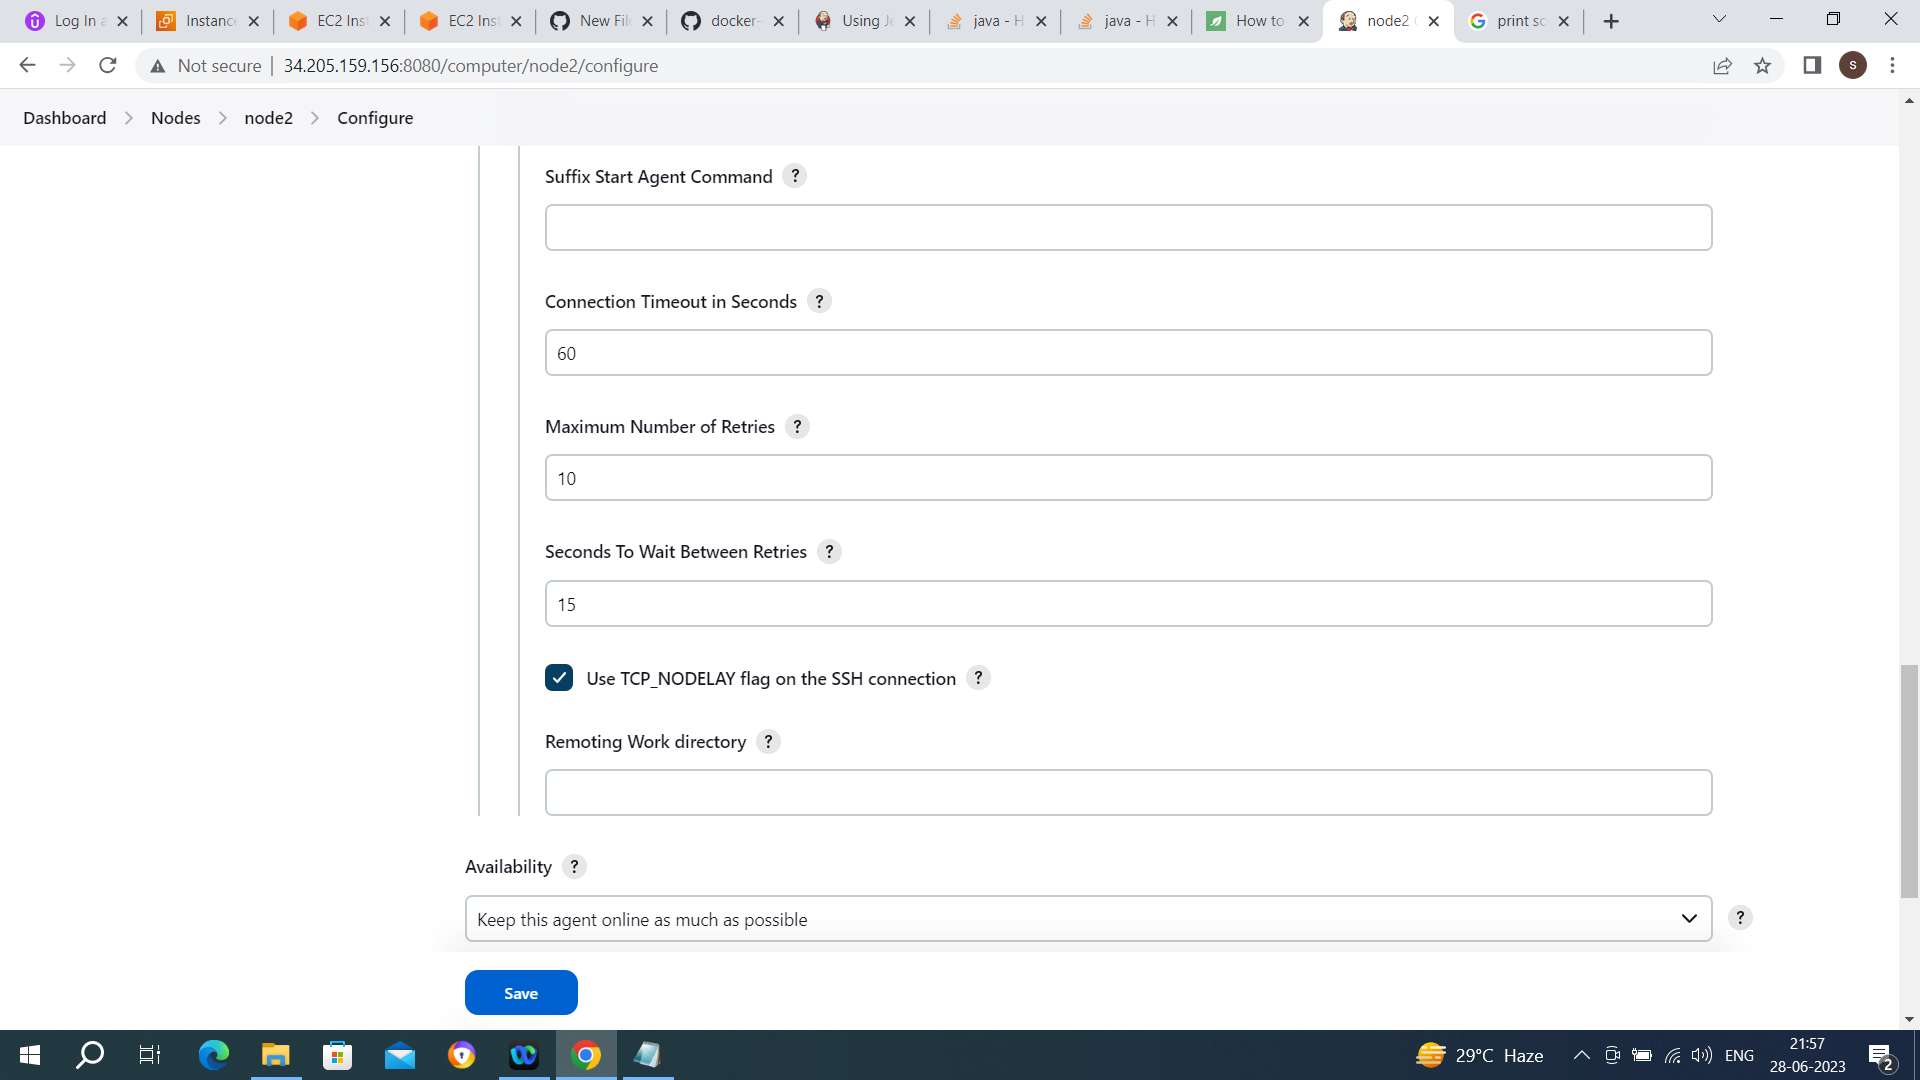 Log In a
Instance
EC2 Inst
EC2 Inst
New Fil
docker-
Using Je
java - H
java - H
How to
node2
print sc
Not secure
34.205.159.156:8080/computer/node2/configure
S
Dashboard
Nodes
node2
Configure
Suffix Start Agent Command ?
Connection Timeout in Seconds ?
60
Maximum Number of Retries ?
10
Seconds To Wait Between Retries ?
15
Use TCP_NODELAY flag on the SSH connection ?
Remoting Work directory ?
Availability ?
Keep this agent online as much as possible
?
Save
29°C Haze
ENG
21:57
28-06-2023
2